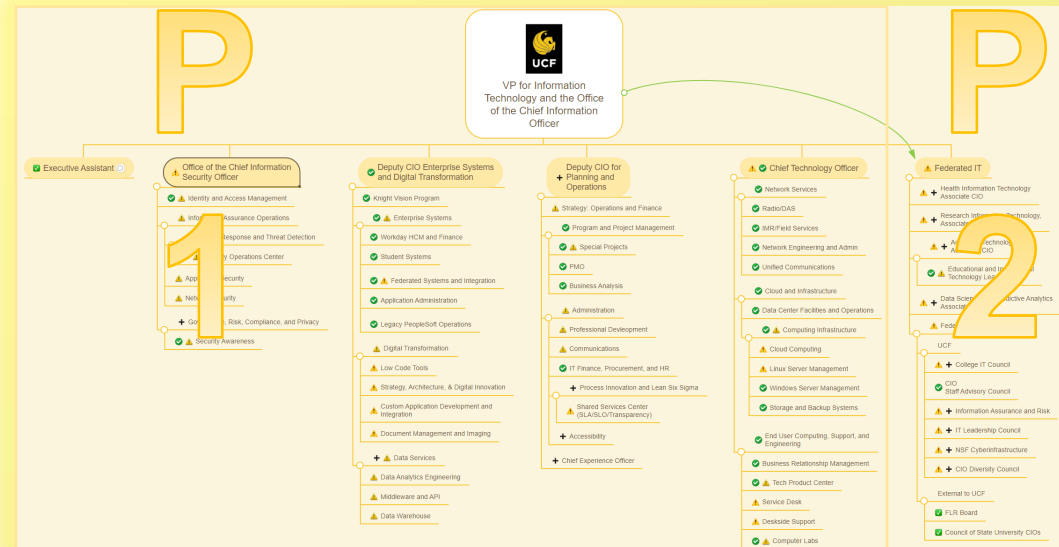 P
P
1
2
UCF
VP for Information
Technology and the Office
of the Chief Information
Officer
Executive Assistant
Office of the Chief Information
Security Officer
Identity and Access Management
Assurance Operations
Response and Threat Detection
Operations Center
Security
Security
Risk, Compliance, and Privacy
Security Awareness
Deputy CIO Enterprise Systems
and Digital Transformation
Knight Vision Program
Enterprise Systems
Workday HCM and Finance
Student Systems
Federated Systems and Integration
Application Administration
Legacy PeopleSoft Operations
Digital Transformation
Low Code Tools
Strategy, Architecture, & Digital Innovation
Custom Application Development and
Integration
Document Management and Imaging
Data Services
Data Analytics Engineering
Middleware and API
Data Warehouse
Deputy CIO for
Planning and
Operations
Strategy: Operations and Finance
Program and Project Management
Special Projects
PMO
Business Analysis
Administration
Professional Devleopment
Communications
IT Finance, Procurement, and HR
Process Innovation and Lean Six Sigma
Shared Services Center
(SLA/SLO/Transparency)
Accessibility
Chief Experience Officer
Chief Technology Officer
Network Services
Radio/DAS
IMR/Field Services
Network Engineering and Admin
Unified Communications
Cloud and Infrastructure
Data Center Facilities and Operations
Computing Infrastructure
Cloud Computing
Linux Server Management
Windows Server Management
Storage and Backup Systems
End User Computing, Support, and
Engineering
Business Relationship Management
Tech Product Center
Service Desk
Deskside Support
Computer Labs
Federated IT
Health Information Technology
Associate CIO
Research Information Technology,
CIO
Educational and
Technology
Analytics
UCF
College IT Council
CIO
Staff Advisory Council
Information Assurance and Risk
IT Leadership Council
NSF Cyberinfrastructure
CIO Diversity Council
External to UCF
FLR Board
Council of State University CIOs